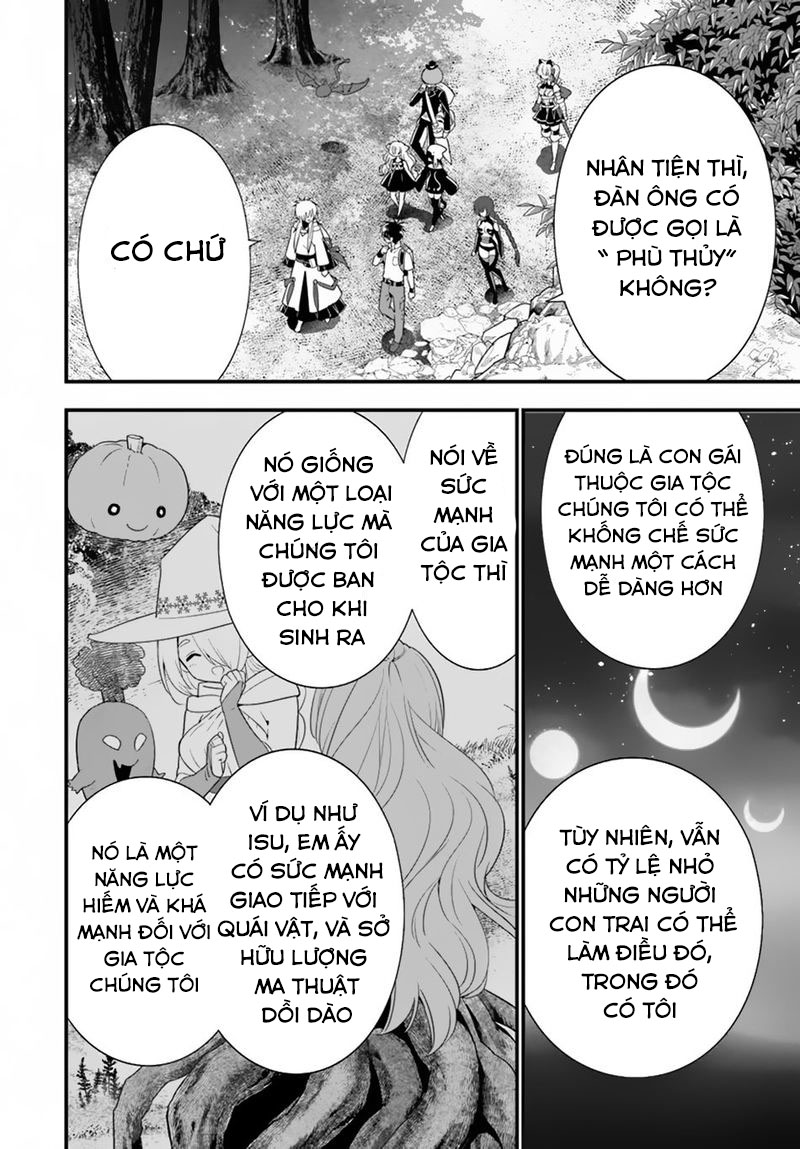 NHÂN TIỆN THÌ,
ĐÀN ÔNG CÓ
ĐƯỢC GỌI LÀ
“ PHÙ THỦY”
KHÔNG?
CÓ CHỨ
ĐÚNG LÀ CON GÁI
THUỘC GIA TỘC
CHÚNG TÔI CÓ THỂ
KHỐNG CHẾ SỨC
MẠNH MỘT CÁCH
DỄ DÀNG HƠN
TÙY NHIÊN, VẪN
CÓ TỶ LỆ NHỎ
NHỮNG NGƯỜI
CON TRAI CÓ THỂ
LÀM ĐIỀU ĐÓ,
TRONG ĐÓ
CÓ TÔI
NÓI VỀ
SỨC
MẠNH
CỦA GIA
TỘC THÌ
NÓ GIỐNG
VỚI MỘT LOẠI
NĂNG LỰC MÀ
CHÚNG TÔI
ĐƯỢC BAN
CHO KHI
SINH RA
VÍ DỤ NHƯ
ISU, EM ẤY
CÓ SỨC MẠNH
GIAO TIẾP VỚI
QUÁI VẬT, VÀ SỞ
HỮU LƯỢNG
MA THUẬT
DỒI DÀO
NÓ LÀ MỘT
NĂNG LỰC
HIẾM VÀ KHÁ
MẠNH ĐỐI VỚI
GIA TỘC
CHÚNG TÔI